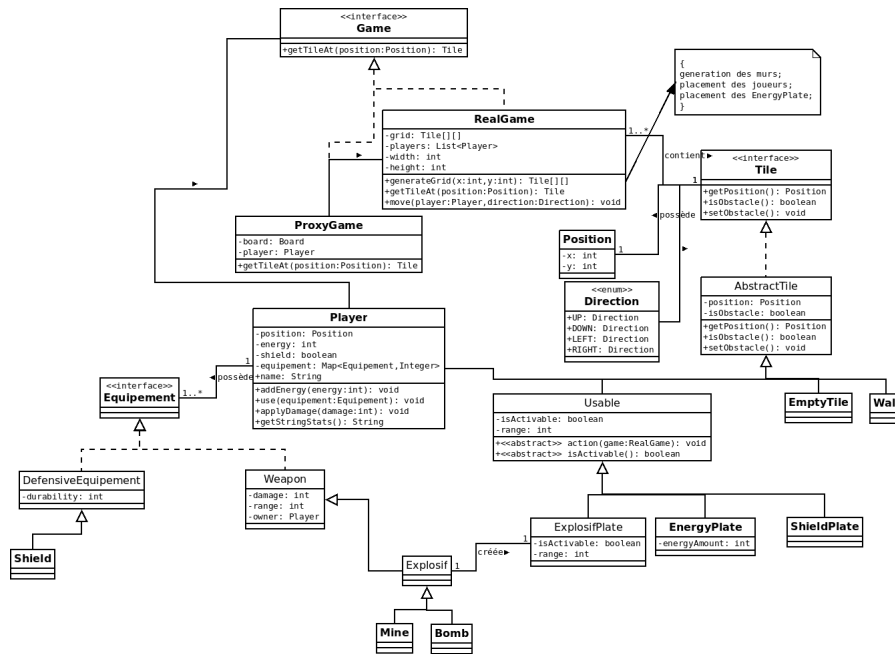 <<interface>>
Game
+getTileAt(position:Position): Tile
{
generation des murs;
placement des joueurs;
placement des EnergyPlate;
}
RealGame
-grid: Tile[][]
-players: List<Player>
-width: int
-height: int
+generateGrid(x:int,y:int): Tile[][]
+getTileAt(position:Position): Tile
+move(player:Player,direction:Direction): void
1..*
contient
1
<<interface>>
Tile
+getPosition(): Position
+isObstacle(): boolean
+setObstacle(): void
possède
ProxyGame
-board: Board
-player: Player
+getTileAt(position:Position): Tile
Position
-x: int
-y: int
1
<<enum>>
Direction
+UP: Direction
+DOWN: Direction
+LEFT: Direction
+RIGHT: Direction
AbstractTile
-position: Position
-isObstacle: boolean
+getPosition(): Position
+isObstacle(): boolean
+setObstacle(): void
Player
-position: Position
-energy: int
-shield: boolean
-equipement: Map<Equipement,Integer>
+name: String
+addEnergy(energy:int): void
+use(equipement:Equipement): void
+applyDamage(damage:int): void
+getStringStats(): String
1
possède
1..*
<<interface>>
Equipement
Usable
-isActivable: boolean
-range: int
+<<abstract>> action(game:RealGame): void
+<<abstract>> isActivable(): boolean
EmptyTile
Wal
DefensiveEquipement
-durability: int
Weapon
-damage: int
-range: int
-owner: Player
ExplosifPlate
-isActivable: boolean
-range: int
EnergyPlate
-energyAmount: int
ShieldPlate
Shield
Explosif
1
créée
1
Mine
Bomb